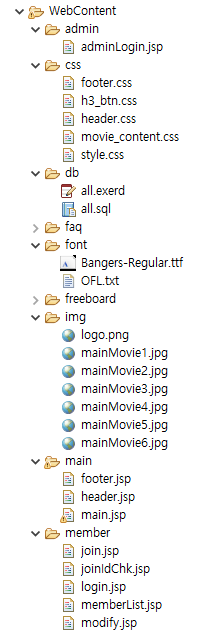 WebContent
admin
adminLogin.jsp
css
footer.css
h3_btn.css
header.css
movie_content.css
style.css
db
all.exerd
all.sql
faq
font
Bangers-Regular.ttf
OFL.txt
freeboard
img
logo.png
mainMovie1.jpg
mainMovie2.jpg
mainMovie3.jpg
mainMovie4.jpg
mainMovie5.jpg
mainMovie6.jpg
main
footer.jsp
header.jsp
main.jsp
member
join.jsp
joinIdChk.jsp
login.jsp
memberList.jsp
modify.jsp